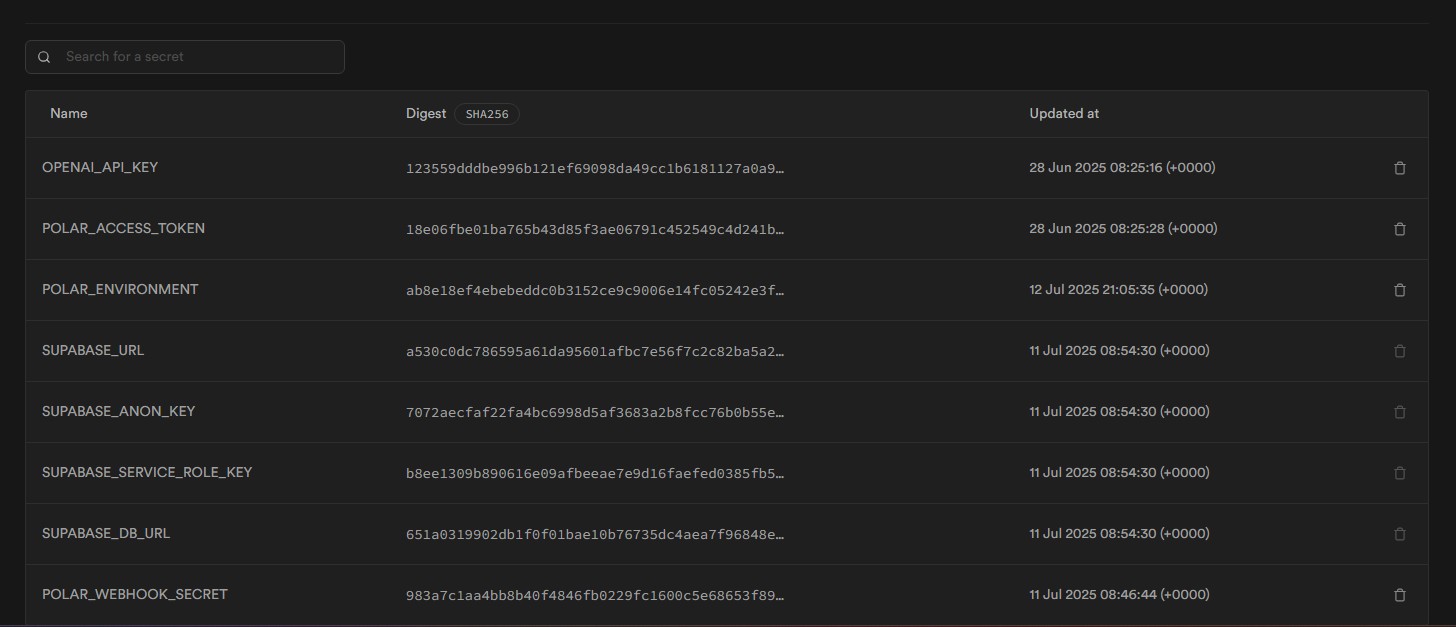 Search for a secret
Name Digest SHA256 Updated at
OPENAI_API_KEY 123559dddbe996b121ef69098da49cc1b6181127a0a9… 28 Jun 2025 08:25:16 (+0000)
POLAR_ACCESS_TOKEN 18e06fbe01ba765b43d85f3ae06791c452549c4d241b… 28 Jun 2025 08:25:28 (+0000)
POLAR_ENVIRONMENT ab8e18ef4ebebeddc0b3152ce9c9006e14fc05242e3f… 12 Jul 2025 21:05:35 (+0000)
SUPABASE_URL a530c0dc786595a61da95601afbc7e56f7c2c82ba5a2… 11 Jul 2025 08:54:30 (+0000)
SUPABASE_ANON_KEY 7072aecfaf22fa4bc6998d5af3683a2b8fcc76b0b55e… 11 Jul 2025 08:54:30 (+0000)
SUPABASE_SERVICE_ROLE_KEY b8ee1309b890616e09afbeeae7e9d16faefed0385fb5… 11 Jul 2025 08:54:30 (+0000)
SUPABASE_DB_URL 651a0319902db1f0f01bae10b76735dc4aea7f96848e… 11 Jul 2025 08:54:30 (+0000)
POLAR_WEBHOOK_SECRET 983a7c1aa4bb8b40f4846fb0229fc1600c5e68653f89… 11 Jul 2025 08:46:44 (+0000)